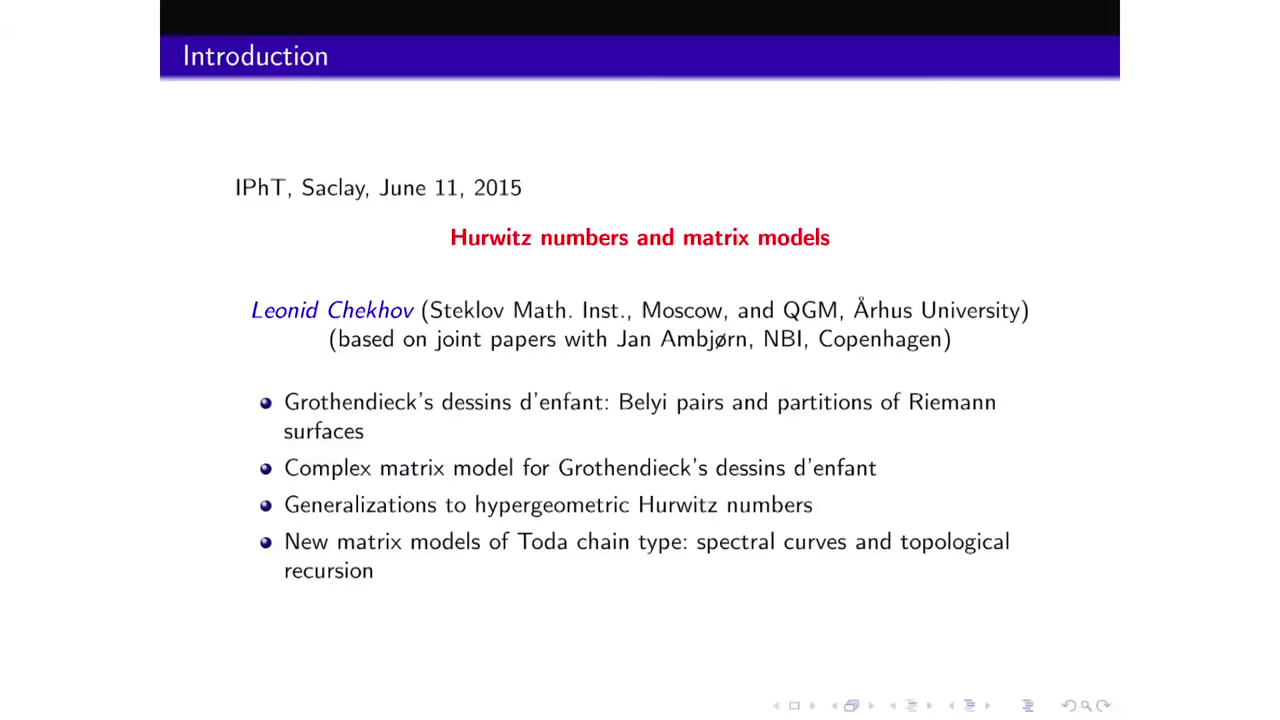 Introduction
IPhT, Saclay, June 11, 2015
Hurwitz numbers and matrix models
Leonid Chekhov (Steklov Math. Inst., Moscow, and QGM, Århus University)
(based on joint papers with Jan Ambjørn, NBI, Copenhagen)
Grothendieck's dessins d'enfant: Belyi pairs and partitions of Riemann
surfaces
Complex matrix model for Grothendieck's dessins d'enfant
Generalizations to hypergeometric Hurwitz numbers
New matrix models of Toda chain type: spectral curves and topological
recursion